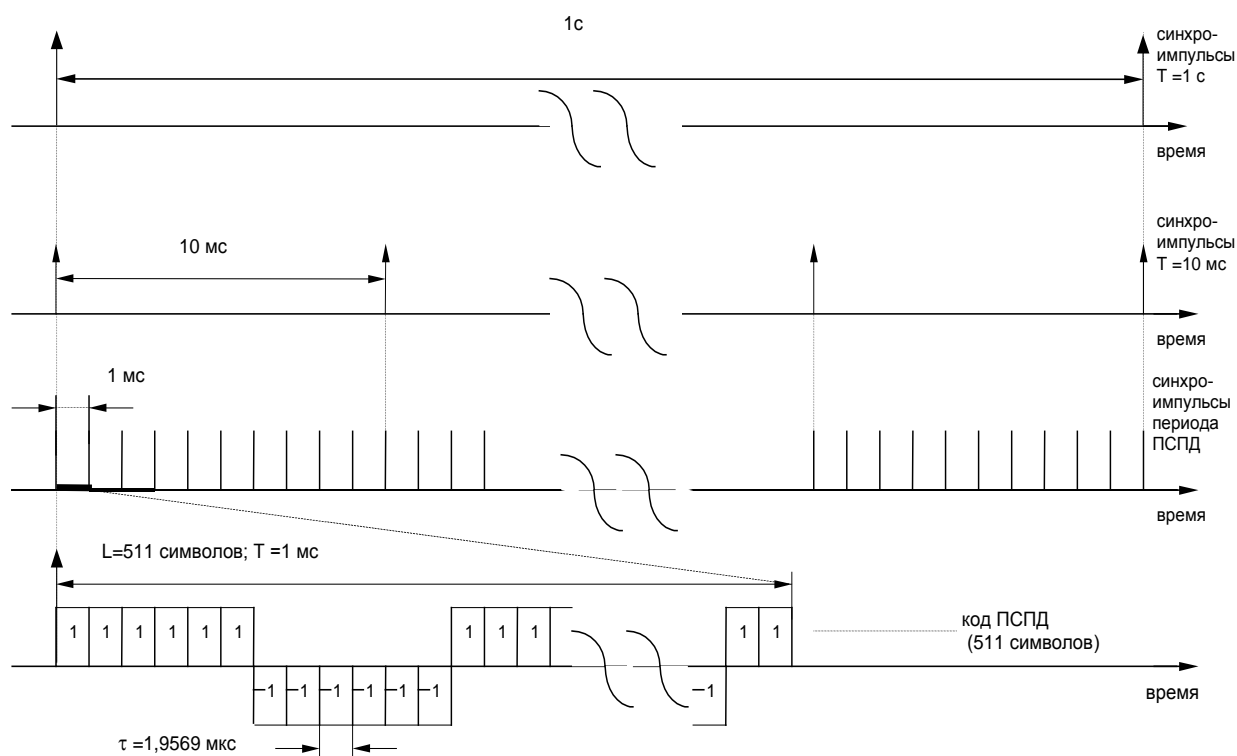 1с
синхро-
импульсы
T =1 с
время
10 мс
синхро-
импульсы
T =10 мс
время
1 мс
синхро-
импульсы
периода
ПСПД
время
L=511 символов; T =1 мс
1 1 1 1 1 1 1 1 1 1 1
код ПСПД
(511 символов)
−1 −1 −1 −1 −1 −1 −1
время
τ =1,9569 мкс